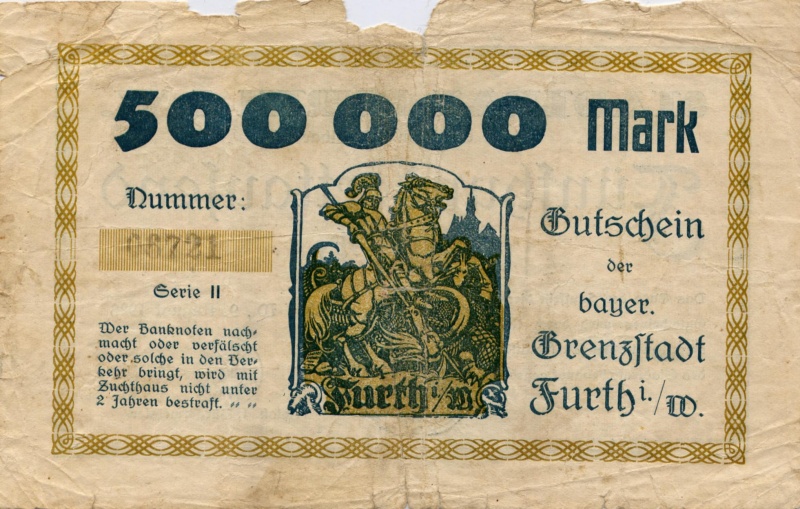 500 000 Mark
Nummer:
06721
Serie II
Wer Banknoten nach-
macht oder verfälscht
oder solche in den Ver-
kehr bringt, wird mit
Zuchthaus nicht unter
2 Jahren bestraft. „ „
Furth i/W.
Gutschein
der
bayer.
Grenzstadt
Furth i./W.